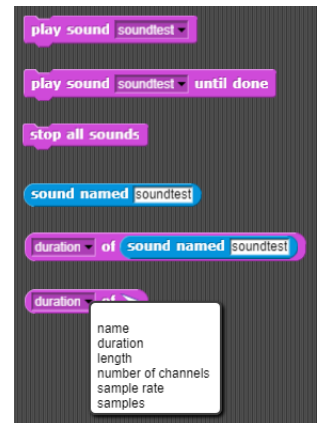 play sound soundtest
play sound soundtest until done
stop all sounds
sound named soundtest
duration of sound named soundtest
duration of
name
duration
length
number of channels
sample rate
samples